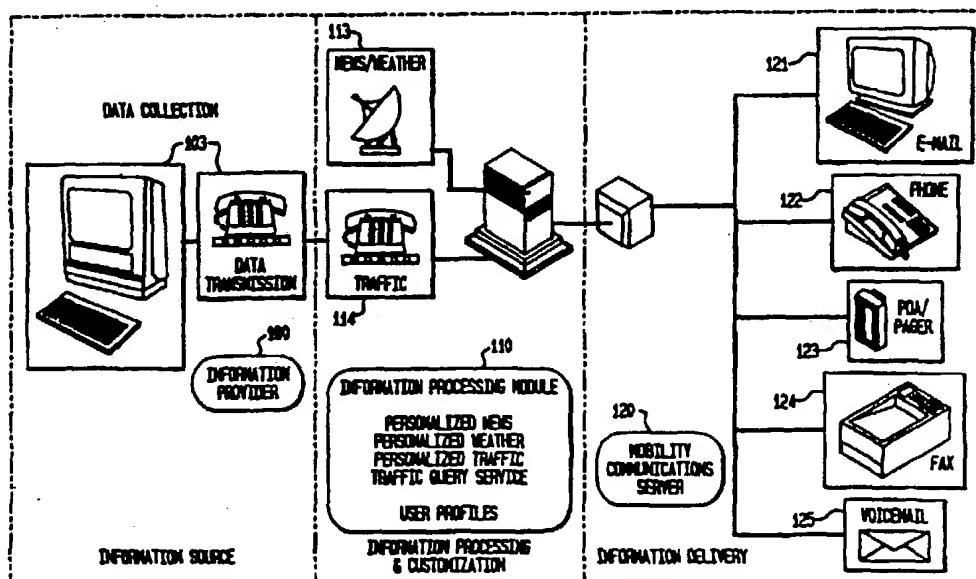 DATA COLLECTION
103
DATA
TRANSMISSION
100
INFORMATION
PROVIDER
INFORMATION SOURCE
113
NEWS/WEATHER
TRAFFIC
114
110
INFORMATION PROCESSING MODULE
PERSONALIZED NEWS
PERSONALIZED WEATHER
PERSONALIZED TRAFFIC
TRAFFIC QUERY SERVICE
USER PROFILES
INFORMATION PROCESSING
& CUSTOMIZATION
120
MOBILITY
COMMUNICATIONS
SERVER
INFORMATION DELIVERY
121
E-MAIL
122
PHONE
PDA/
PAGER
123
124
FAX
125
VOICEMAIL